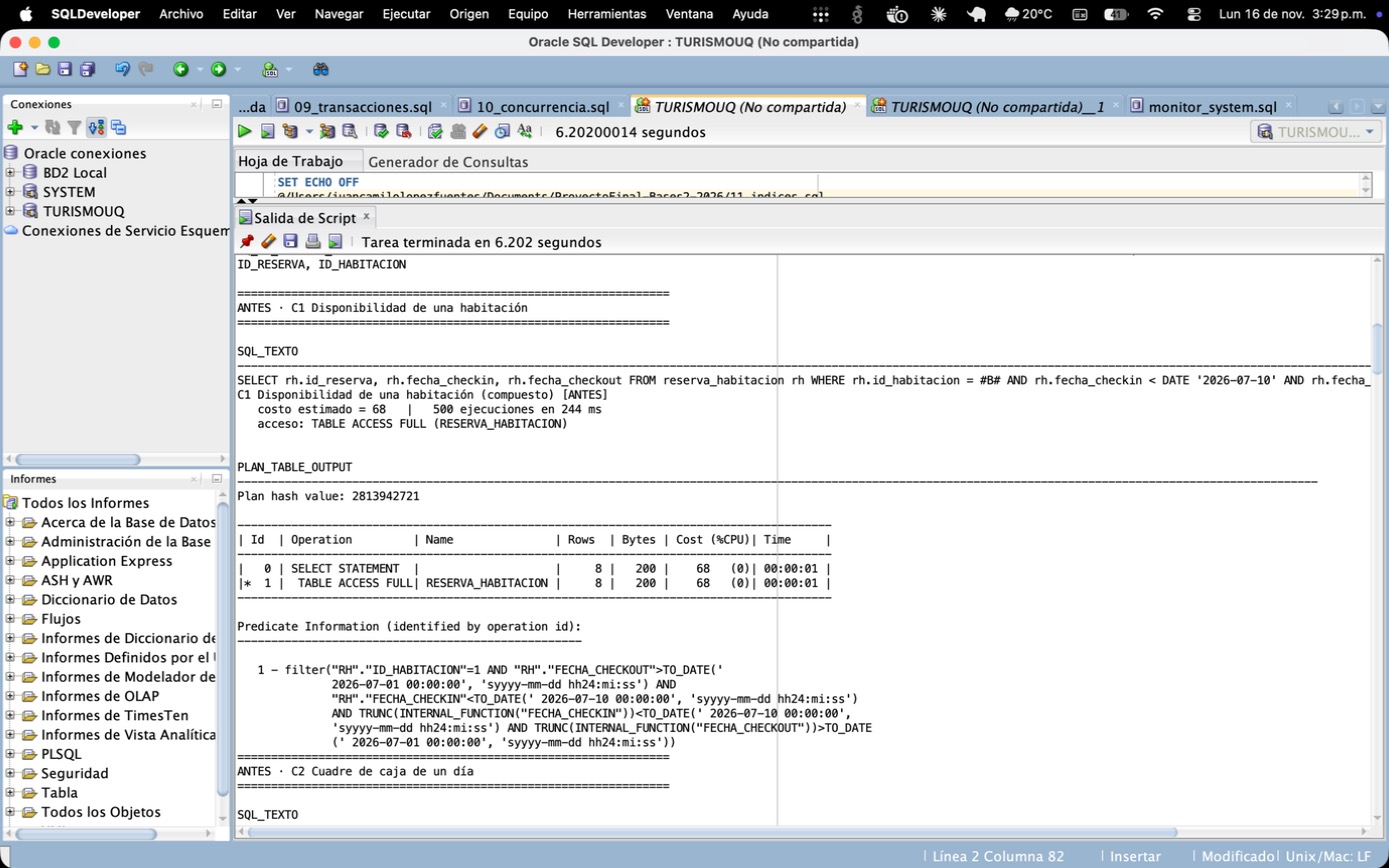 SQLDeveloper Archivo Editar Ver Navegar Ejecutar Origen Equipo Herramientas Ventana Ayuda 20°C 41 Lun 16 de nov. 3:29 p.m.
Oracle SQL Developer : TURISMOUQ (No compartida)
Conexiones
Oracle conexiones
BD2 Local
SYSTEM
TURISMOUQ
Conexiones de Servicio Esquem
Informes
Todos los Informes
Acerca de la Base de Datos
Administración de la Base
Application Express
ASH y AWR
Diccionario de Datos
Flujos
Informes de Diccionario de
Informes Definidos por el
Informes de Modelador de
Informes de OLAP
Informes de TimesTen
Informes de Vista Analítica
PLSQL
Seguridad
Tabla
Todos los Objetos
...da 09_transacciones.sql 10_concurrencia.sql TURISMOUQ (No compartida) TURISMOUQ (No compartida)__1 monitor_system.sql
6.20200014 segundos TURISMOU...
Hoja de Trabajo Generador de Consultas
SET ECHO OFF
@/Users/juancamilolopezfuentes/Documents/ProyectoFinal-Bases2-2026/11_indices.sql
Salida de Script
Tarea terminada en 6.202 segundos
ID_RESERVA, ID_HABITACION
================================================================
ANTES · C1 Disponibilidad de una habitación
================================================================
SQL_TEXTO
SELECT rh.id_reserva, rh.fecha_checkin, rh.fecha_checkout FROM reserva_habitacion rh WHERE rh.id_habitacion = #B# AND rh.fecha_checkin < DATE '2026-07-10' AND rh.fecha_
C1 Disponibilidad de una habitación (compuesto) [ANTES]
costo estimado = 68 | 500 ejecuciones en 244 ms
acceso: TABLE ACCESS FULL (RESERVA_HABITACION)
PLAN_TABLE_OUTPUT
Plan hash value: 2813942721
| Id | Operation | Name | Rows | Bytes | Cost (%CPU)| Time |
| 0 | SELECT STATEMENT | | 8 | 200 | 68 (0)| 00:00:01 |
|* 1 | TABLE ACCESS FULL| RESERVA_HABITACION | 8 | 200 | 68 (0)| 00:00:01 |
Predicate Information (identified by operation id):
1 - filter("RH"."ID_HABITACION"=1 AND "RH"."FECHA_CHECKOUT">TO_DATE('
2026-07-01 00:00:00', 'syyyy-mm-dd hh24:mi:ss') AND
"RH"."FECHA_CHECKIN"<TO_DATE(' 2026-07-10 00:00:00', 'syyyy-mm-dd hh24:mi:ss')
AND TRUNC(INTERNAL_FUNCTION("FECHA_CHECKIN"))<TO_DATE(' 2026-07-10 00:00:00',
'syyyy-mm-dd hh24:mi:ss') AND TRUNC(INTERNAL_FUNCTION("FECHA_CHECKOUT"))>TO_DATE
(' 2026-07-01 00:00:00', 'syyyy-mm-dd hh24:mi:ss'))
================================================================
ANTES · C2 Cuadre de caja de un día
================================================================
SQL_TEXTO
Línea 2 Columna 82 Insertar Modificado Unix/Mac: LF